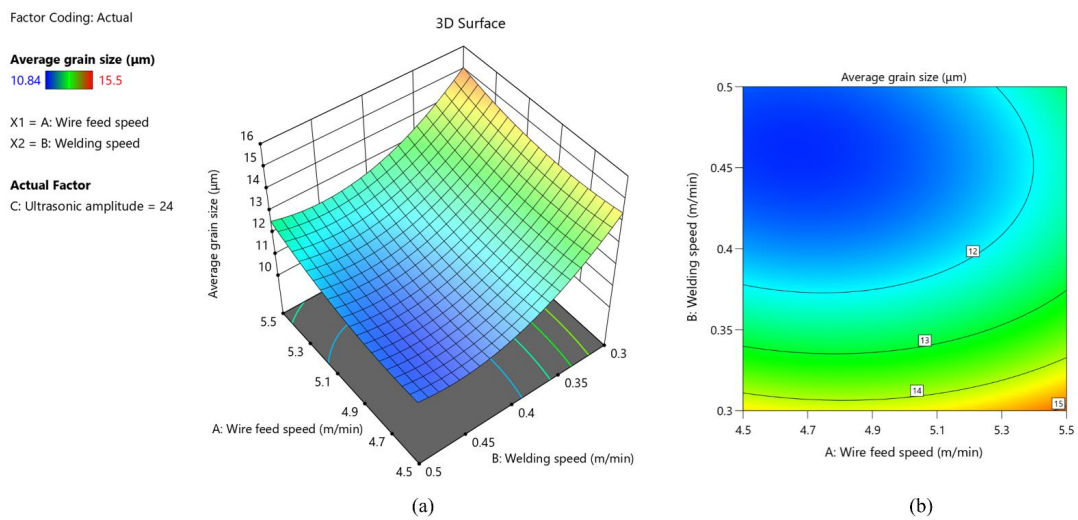 Factor Coding: Actual
Average grain size (μm)
10.84 15.5
X1 = A: Wire feed speed
X2 = B: Welding speed
Actual Factor
C: Ultrasonic amplitude = 24
3D Surface
Average grain size (μm)
16
15
14
13
12
11
10
5.5
5.3
5.1
4.9
4.7
4.5
A: Wire feed speed (m/min)
0.5
0.45
0.4
0.35
0.3
B: Welding speed (m/min)
(a)
Average grain size (μm)
B: Welding speed (m/min)
0.5
0.45
0.4
0.35
0.3
12
13
14
15
4.5 4.7 4.9 5.1 5.3 5.5
A: Wire feed speed (m/min)
(b)